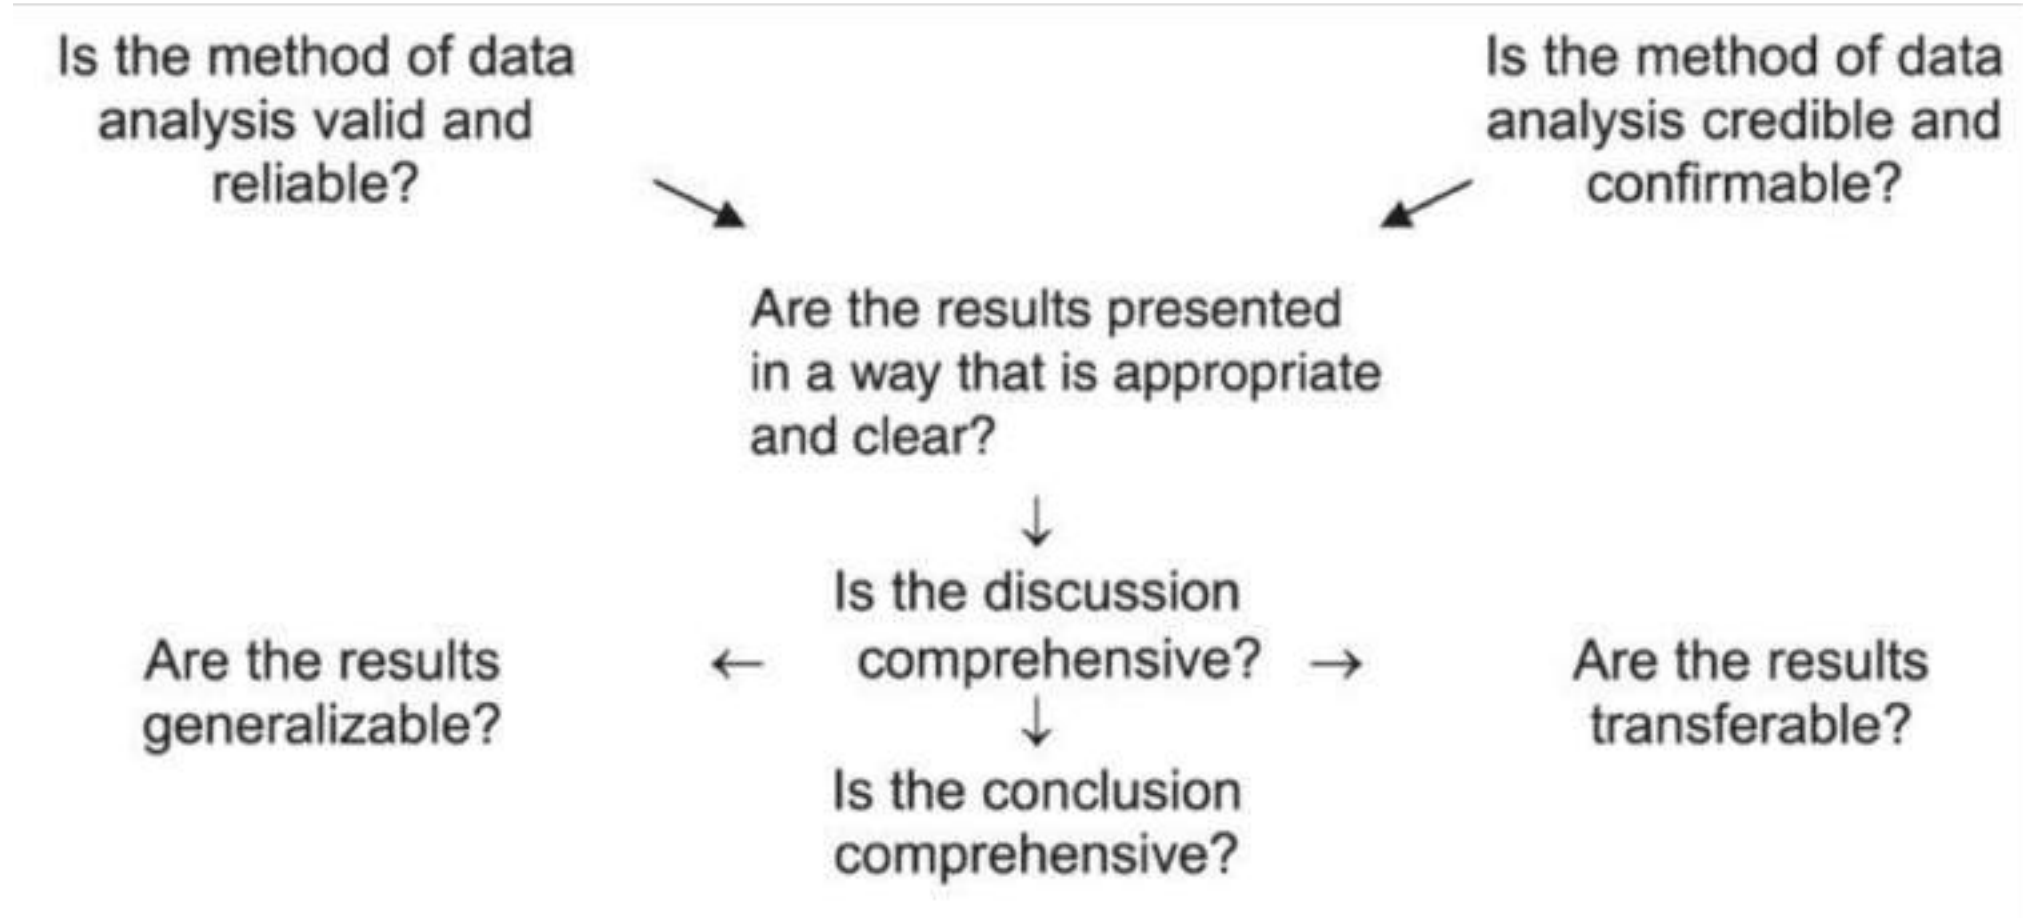 Is the method of data
analysis valid and
reliable?
Is the method of data
analysis credible and
confirmable?
Are the results presented
in a way that is appropriate
and clear?
↓
Is the discussion
comprehensive?
← →
Are the results
generalizable?
Are the results
transferable?
↓
Is the conclusion
comprehensive?